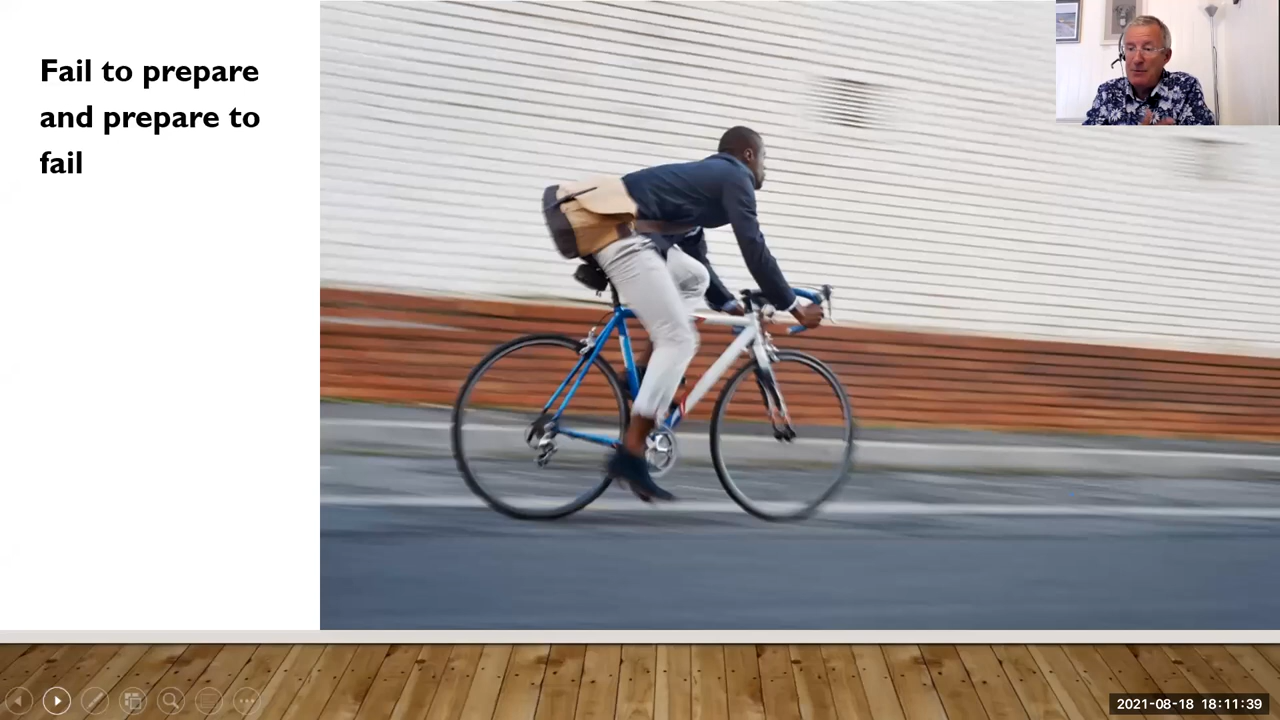 Fail to prepare
and prepare to
fail
2021-08-18 18:11:39